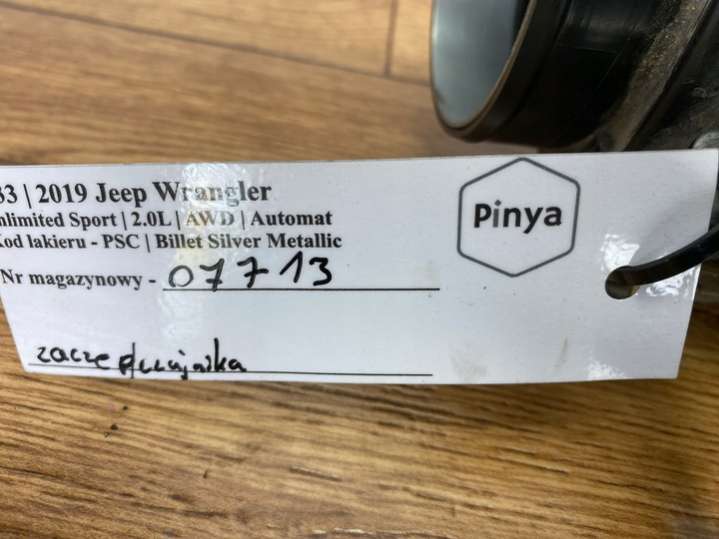 33 | 2019 Jeep Wrangler
nlimited Sport | 2.0L | AWD | Automat
Kod lakieru - PSC | Billet Silver Metallic
Nr magazynowy - 07713
Pinya